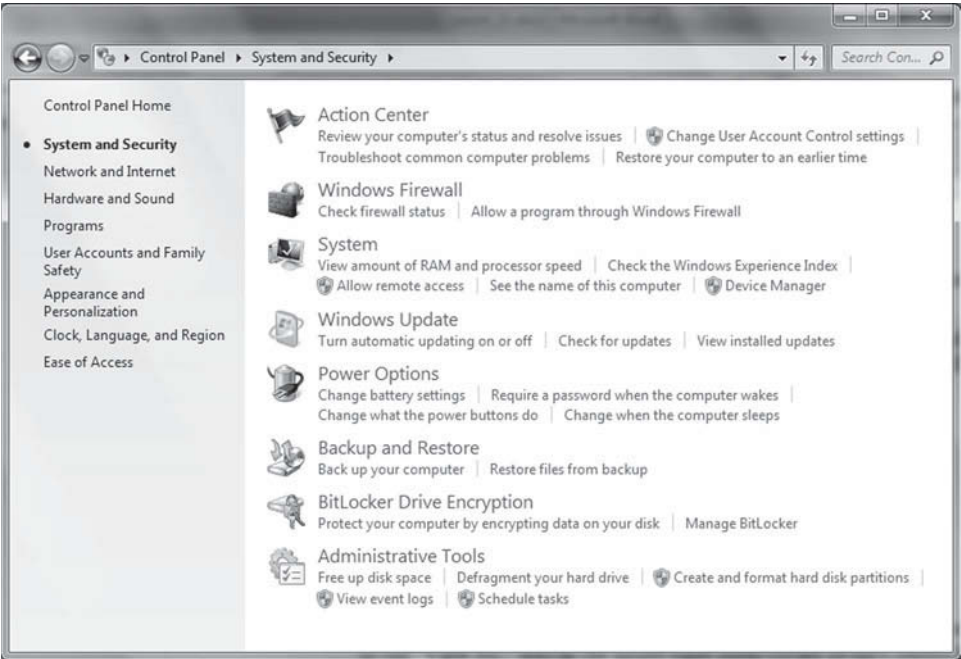 Control Panel System and Security
Search Con...
Control Panel Home
System and Security
Network and Internet
Hardware and Sound
Programs
User Accounts and Family
Safety
Appearance and
Personalization
Clock, Language, and Region
Ease of Access
Action Center
Review your computer's status and resolve issues Change User Account Control settings
Troubleshoot common computer problems Restore your computer to an earlier time
Windows Firewall
Check firewall status Allow a program through Windows Firewall
System
View amount of RAM and processor speed Check the Windows Experience Index
Allow remote access See the name of this computer Device Manager
Windows Update
Turn automatic updating on or off Check for updates View installed updates
Power Options
Change battery settings Require a password when the computer wakes
Change what the power buttons do Change when the computer sleeps
Backup and Restore
Back up your computer Restore files from backup
BitLocker Drive Encryption
Protect your computer by encrypting data on your disk Manage BitLocker
Administrative Tools
Free up disk space Defragment your hard drive Create and format hard disk partitions
View event logs Schedule tasks